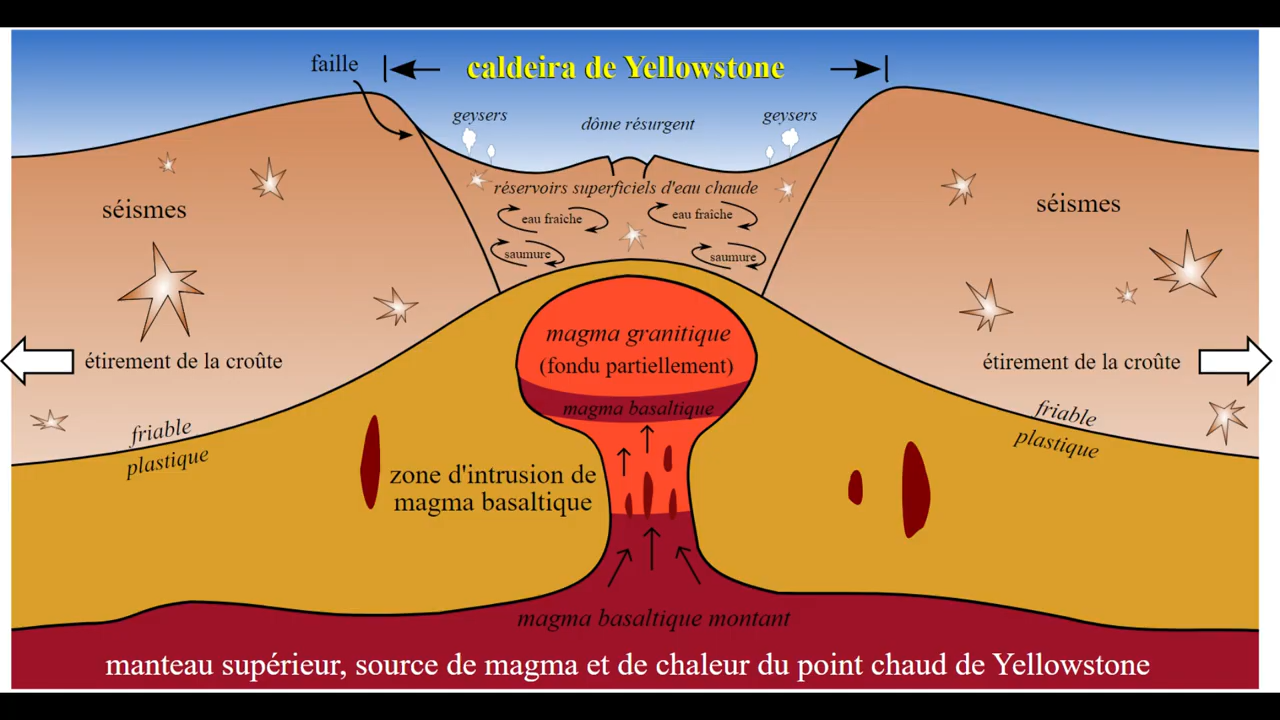 faille
caldeira de Yellowstone
geysers
dôme résurgent
geysers
réservoirs superficiels d'eau chaude
eau fraîche
eau fraîche
saumure
saumure
séismes
séismes
magma granitique
(fondu partiellement)
étirement de la croûte
étirement de la croûte
magma basaltique
friable
plastique
friable
plastique
zone d'intrusion de
magma basaltique
magma basaltique montant
manteau supérieur, source de magma et de chaleur du point chaud de Yellowstone